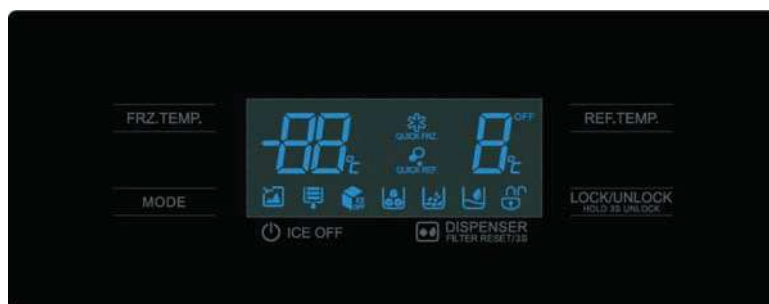 FRZ.TEMP.
-88°C
QUICK FRZ.
8°C
OFF
REF.TEMP.
QUICK REF.
MODE
LOCK/UNLOCK
HOLD 3S UNLOCK
ICE OFF
DISPENSER
FILTER RESET/3S